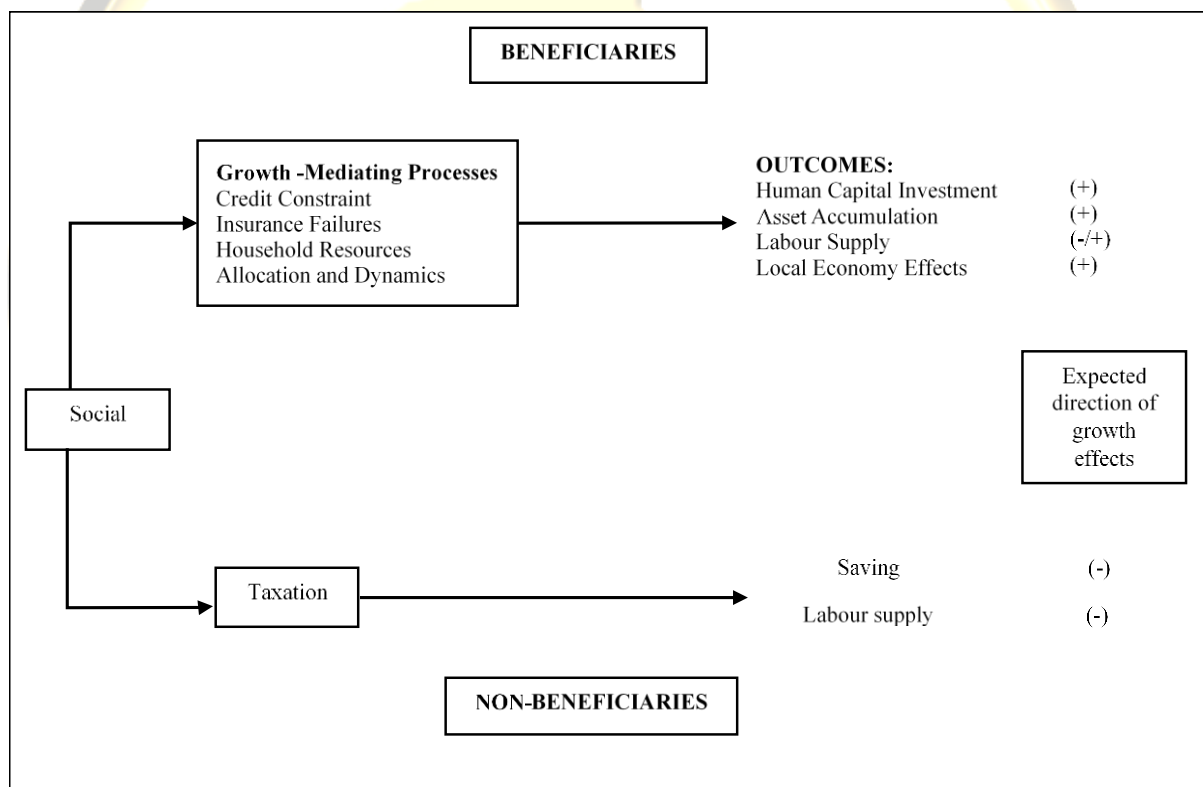 BENEFICIARIES
Growth -Mediating Processes
Credit Constraint
Insurance Failures
Household Resources
Allocation and Dynamics
OUTCOMES:
Human Capital Investment (+)
Asset Accumulation (+)
Labour Supply (-/+)
Local Economy Effects (+)
Expected
direction of
growth
effects
Social
Taxation
Saving (-)
Labour supply (-)
NON-BENEFICIARIES